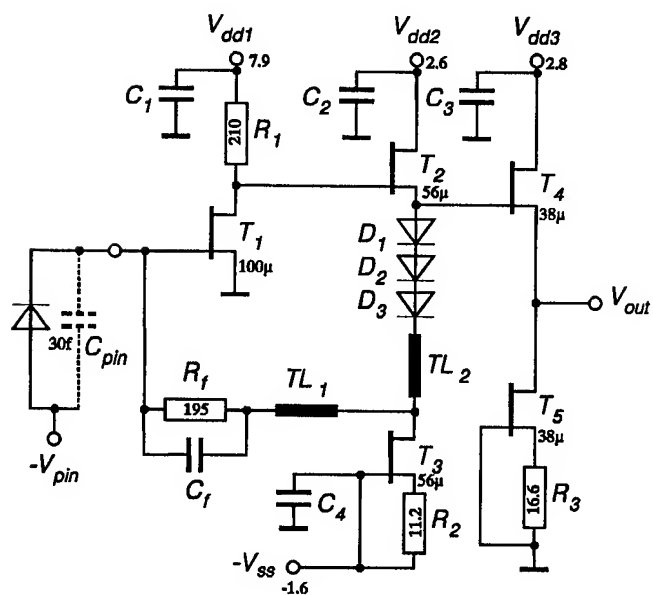 V_dd1 V_dd2 V_dd3
7.9 2.6 2.8
C_1 C_2 C_3
210 R_1
T_2
56μ
T_4
38μ
T_1
100μ
D_1
D_2
D_3
V_out
30f C_pin
R_f TL_1 TL_2
195
-V_pin
C_f
T_3
56μ
T_5
38μ
C_4 11.2 R_2
16.6 R_3
-V_ss
-1.6